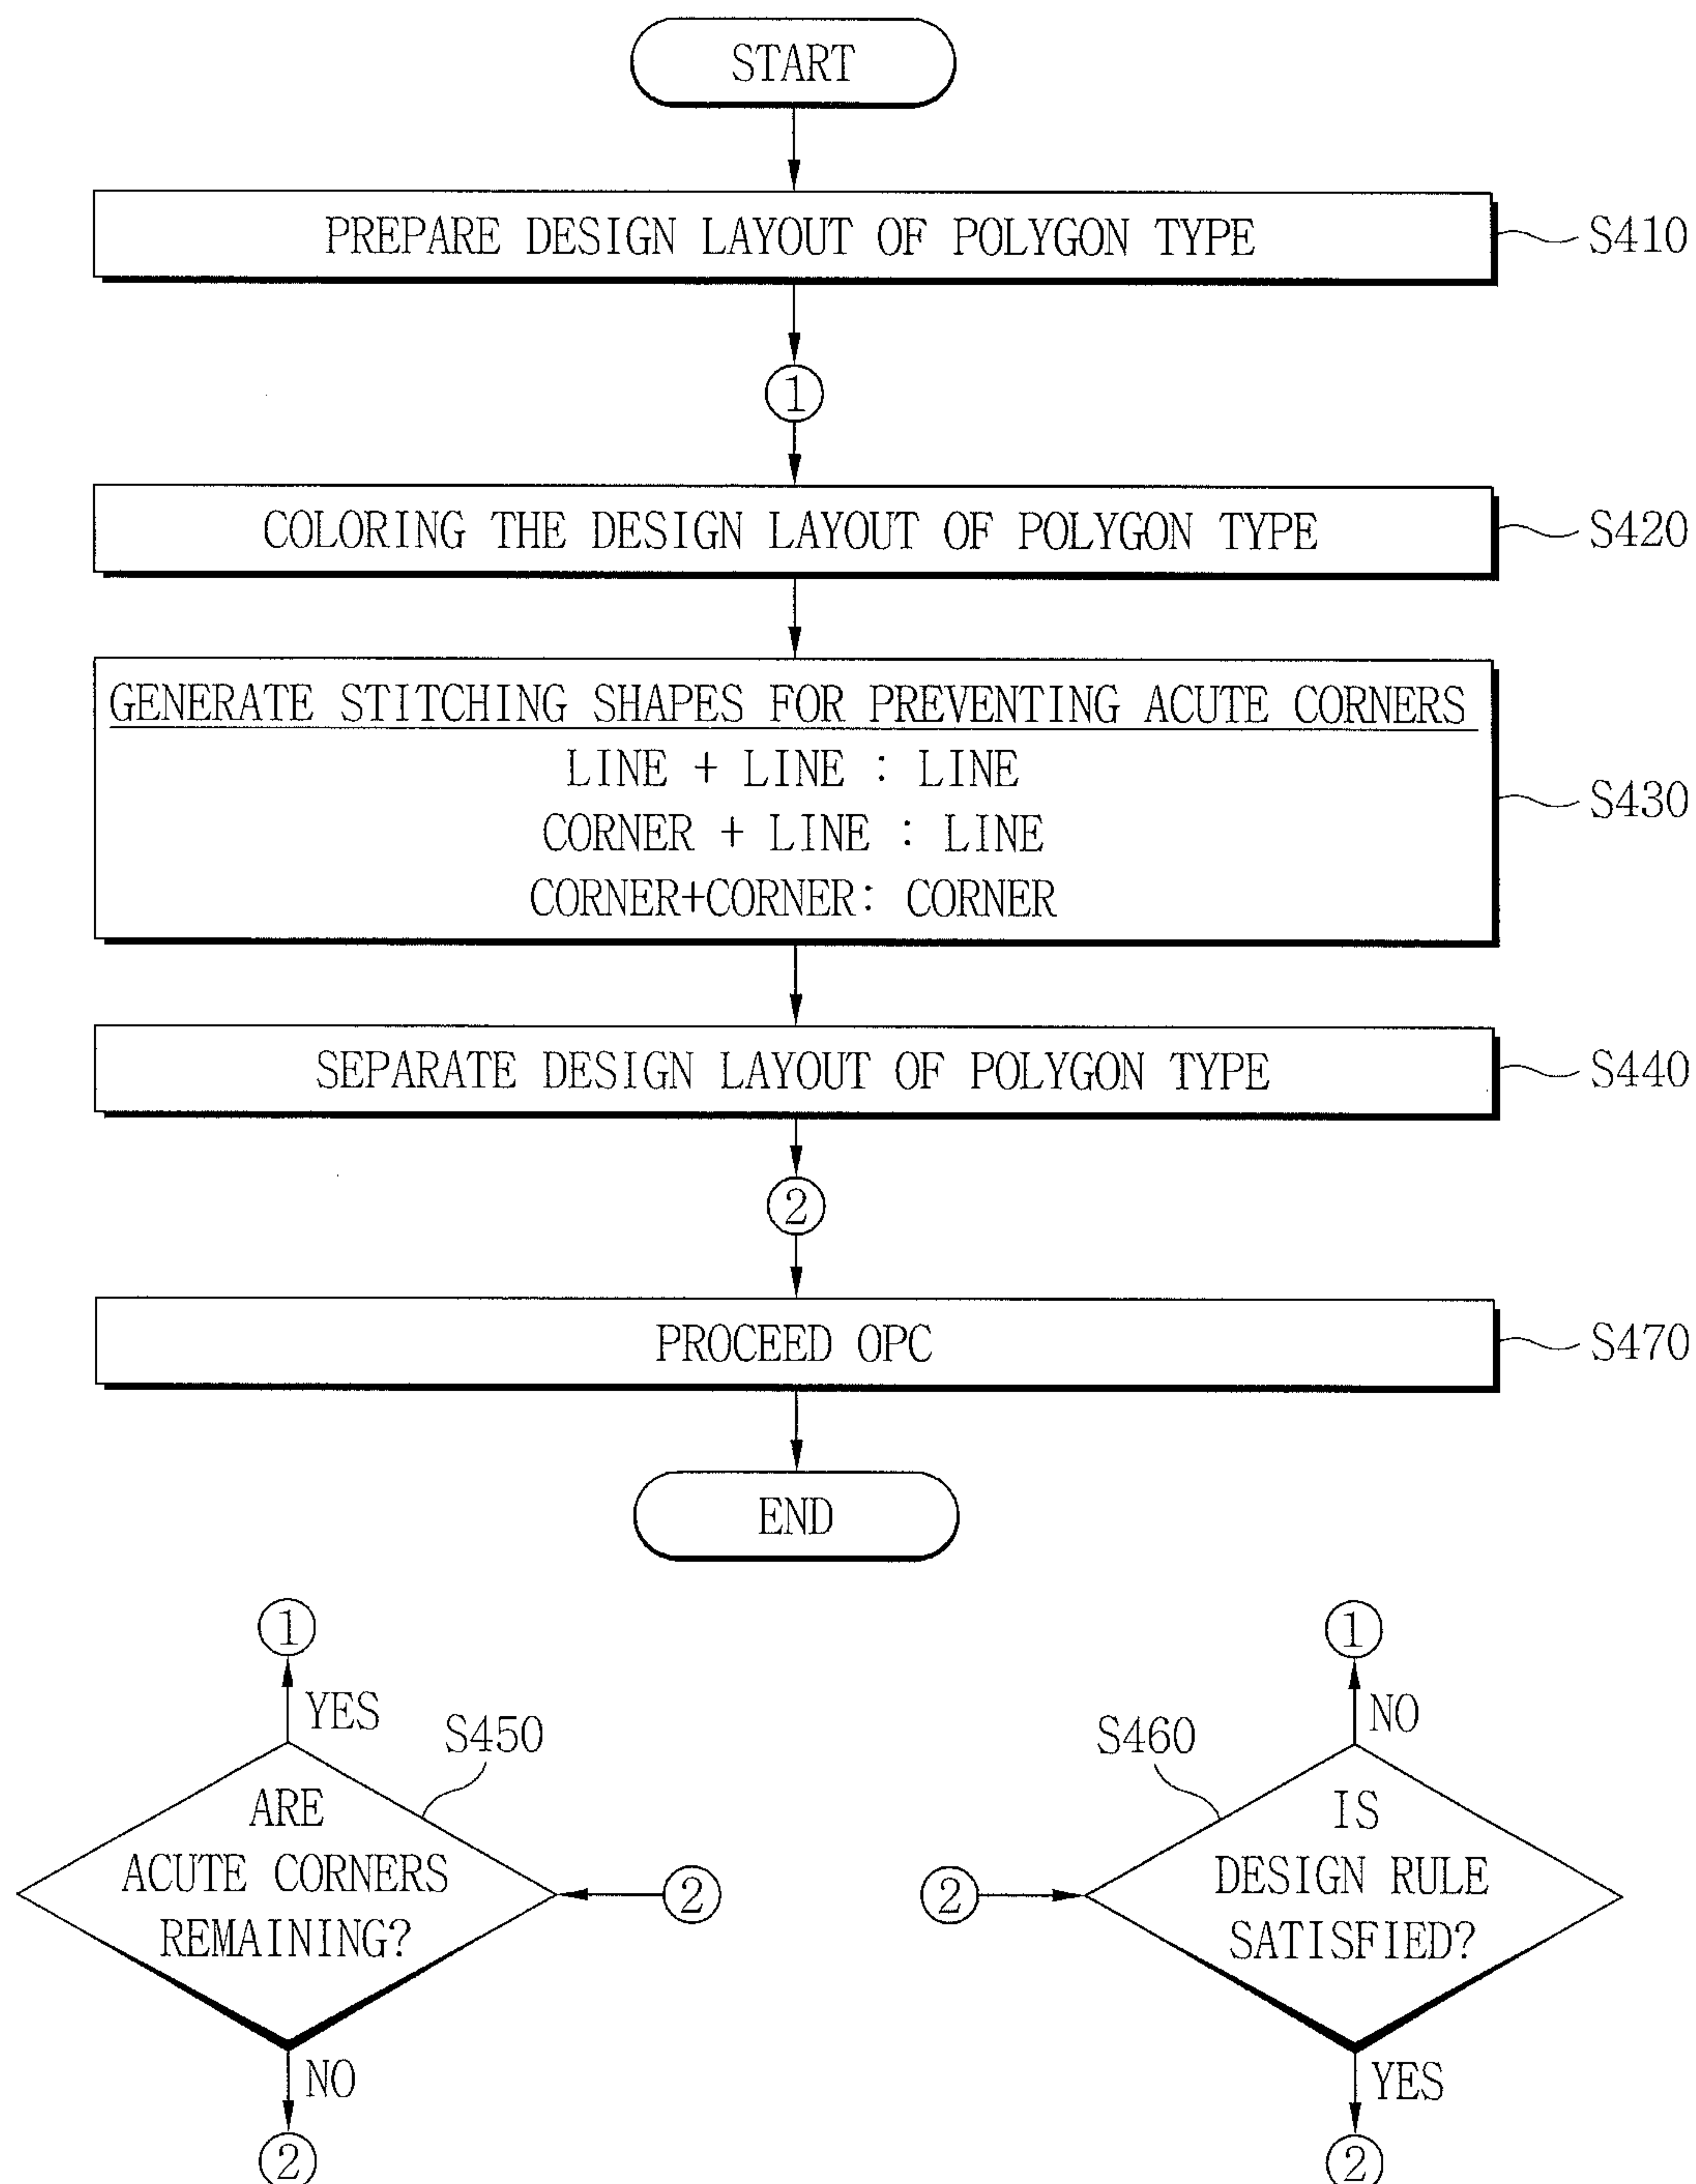 START
PREPARE DESIGN LAYOUT OF POLYGON TYPE
S410
①
COLORING THE DESIGN LAYOUT OF POLYGON TYPE
S420
GENERATE STITCHING SHAPES FOR PREVENTING ACUTE CORNERS
LINE + LINE : LINE
CORNER + LINE : LINE
CORNER+CORNER: CORNER
S430
SEPARATE DESIGN LAYOUT OF POLYGON TYPE
S440
②
PROCEED OPC
S470
END
①
YES
S450
ARE
ACUTE CORNERS
REMAINING?
②
NO
②
①
NO
S460
IS
DESIGN RULE
SATISFIED?
②
YES
②